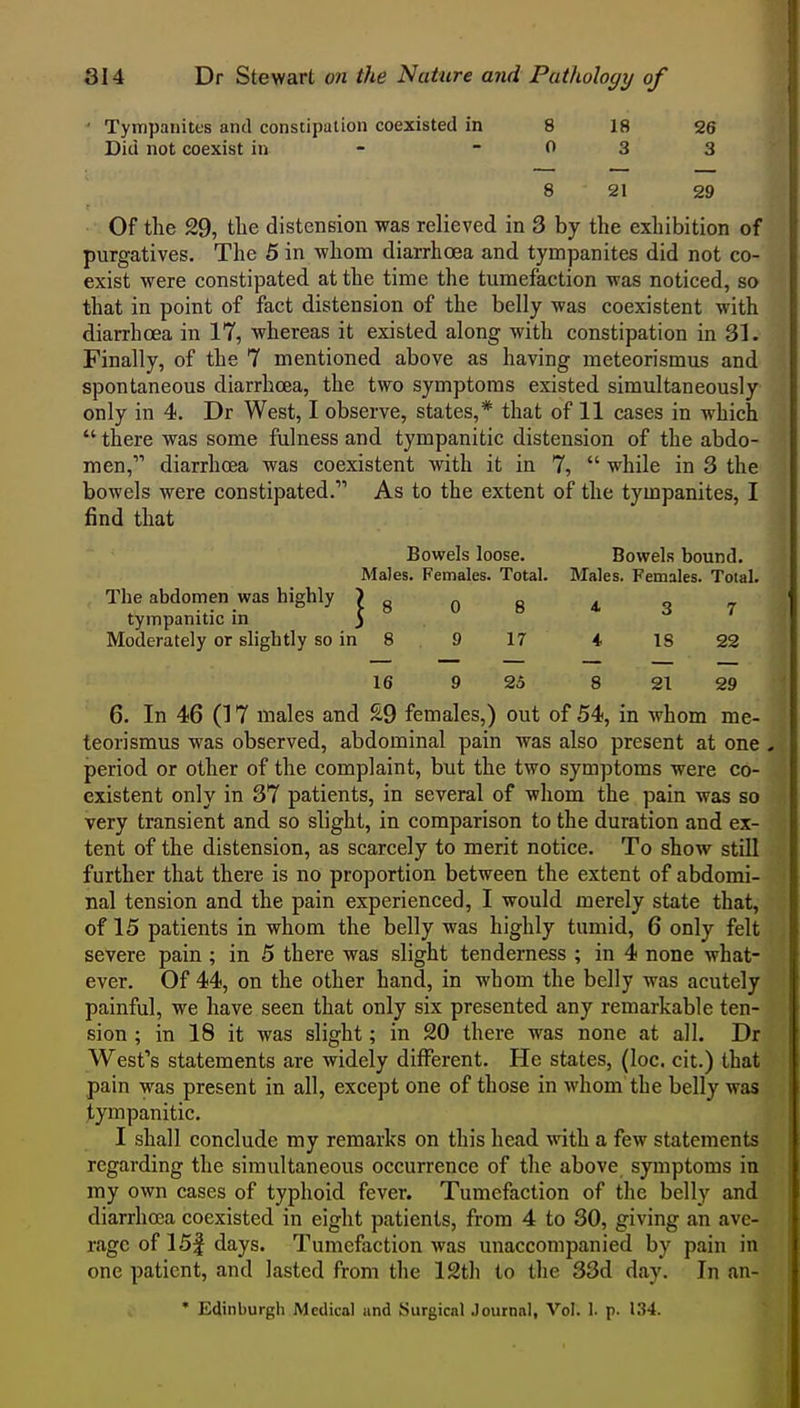 314 Dr Stewart on the Nature and Pathology of
Tympanites and constipation coexisted in 8 18 26
Did not coexist in - - 0 3 3
8 21 29
Of the 29, the distension was relieved in 3 by the exhibition of
purgatives. The 5 in whom diarrhœa and tympanites did not co-
exist were constipated at the time the tumefaction was noticed, so
that in point of fact distension of the belly was coexistent with
diarrhœa in 17, whereas it existed along with constipation in 31.
Finally, of the 7 mentioned above as having meteorismus and
spontaneous diarrhœa, the two symptoms existed simultaneously
only in 4. Dr West, I observe, states,* that of 11 cases in which
“there was some fulness and tympanitic distension of the abdo-
men,” diarrhœa was coexistent with it in 7, “while in 3 the
bowels were constipated.” As to the extent of the tympanites, I
find that
Bowels loose. Bowels bound.
Males. Females. Total. Males. Females. Total.
The abdomen was highly } 8 0 8 4 3 7
tympanitic in
Moderately or slightly so in 8 9 17 4 18 22
16 9 25 8 21 29
6. In 46 (17 males and 29 females,) out of 54, in whom me-
teorismus was observed, abdominal pain was also present at one
period or other of the complaint, but the two symptoms were co-
existent only in 37 patients, in several of whom the pain was so
very transient and so slight, in comparison to the duration and ex-
tent of the distension, as scarcely to merit notice. To show still
further that there is no proportion between the extent of abdomi-
nal tension and the pain experienced, I would merely state that,
of 15 patients in whom the belly was highly tumid, 6 only felt
severe pain ; in 5 there was slight tenderness ; in 4 none what-
ever. Of 44, on the other hand, in whom the belly was acutely
painful, we have seen that only six presented any remarkable ten-
sion ; in 18 it was slight ; in 20 there was none at all. Dr
West’s statements are widely different. He states, (loc. cit.) that
pain was present in all, except one of those in whom the belly was
tympanitic.
I shall conclude my remarks on this head with a few statements
regarding the simultaneous occurrence of the above symptoms in
my own cases of typhoid fever. Tumefaction of the belly and
diarrhœa coexisted in eight patients, from 4 to 30, giving an ave-
rage of 15¾ days. Tumefaction was unaccompanied by pain in
one patient, and lasted from the 12th to the 33d day. In an-
* Edinburgh Medical and Surgical Journal, Vol. l. p. 134.